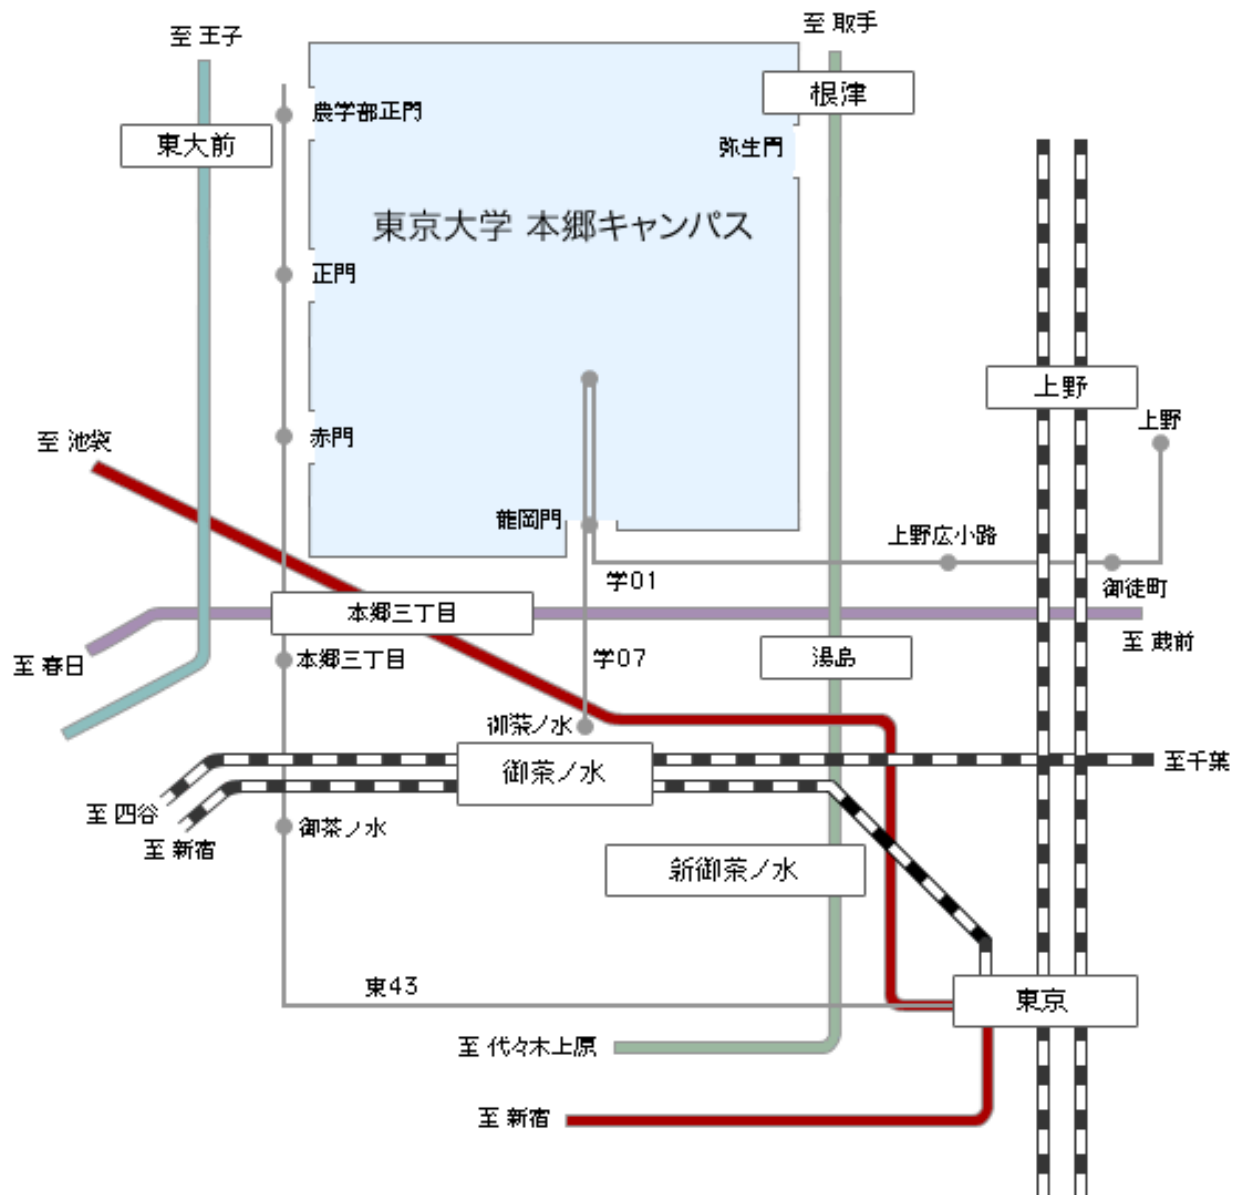 至 王子
至 取手
根津
農学部正門
東大前
弥生門
東京大学 本郷キャンパス
正門
上野
上野
至 池袋
赤門
龍岡門
上野広小路
学01
御徒町
本郷三丁目
至 蔵前
至 春日
本郷三丁目
学07
湯島
御茶ノ水
御茶ノ水
至千葉
至 四谷
至 新宿
御茶ノ水
新御茶ノ水
東43
東京
至 代々木上原
至 新宿